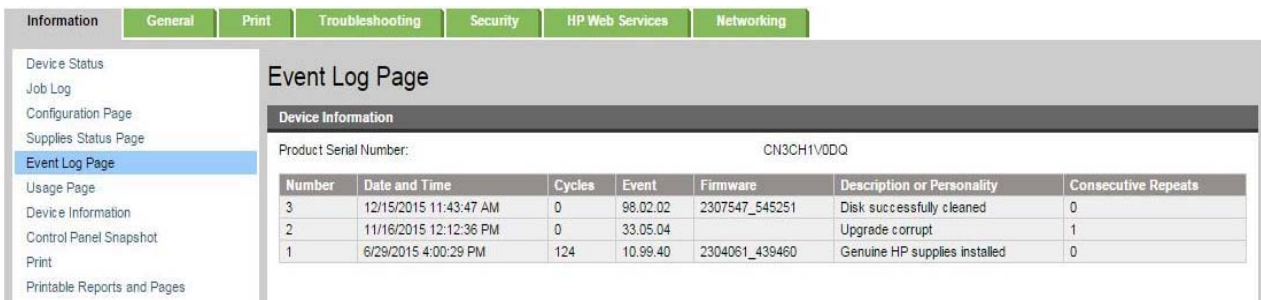 Information General Print Troubleshooting Security HP Web Services Networking
Device Status
Job Log
Configuration Page
Supplies Status Page
Event Log Page
Usage Page
Device Information
Control Panel Snapshot
Print
Printable Reports and Pages
Event Log Page
Device Information
Product Serial Number: CN3CH1V0DQ
Number Date and Time Cycles Event Firmware Description or Personality Consecutive Repeats
3 12/15/2015 11:43:47 AM 0 98.02.02 2307547_545251 Disk successfully cleaned 0
2 11/16/2015 12:12:36 PM 0 33.05.04 Upgrade corrupt 1
1 6/29/2015 4:00:29 PM 124 10.99.40 2304061_439460 Genuine HP supplies installed 0